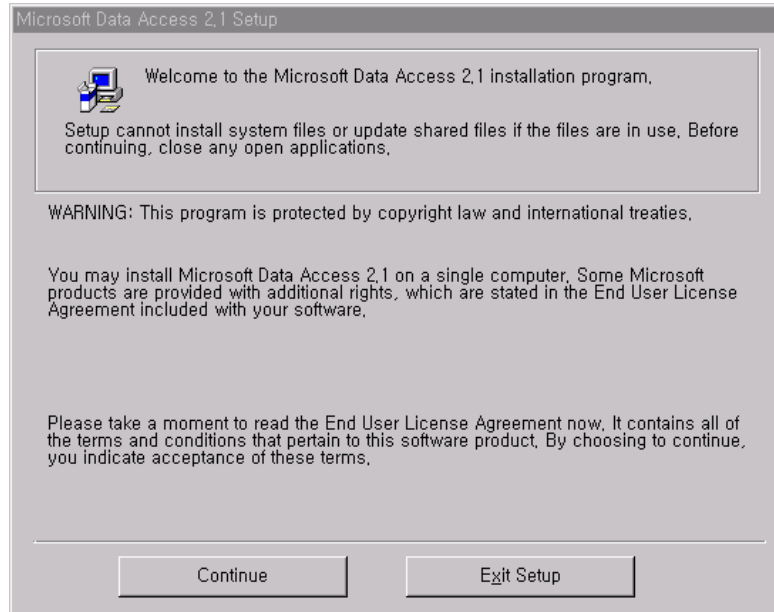 Microsoft Data Access 2,1 Setup
Welcome to the Microsoft Data Access 2,1 installation program,
Setup cannot install system files or update shared files if the files are in use, Before
continuing, close any open applications,
WARNING: This program is protected by copyright law and international treaties,
You may install Microsoft Data Access 2,1 on a single computer, Some Microsoft
products are provided with additional rights, which are stated in the End User License
Agreement included with your software,
Please take a moment to read the End User License Agreement now, It contains all of
the terms and conditions that pertain to this software product, By choosing to continue,
you indicate acceptance of these terms,
Continue
Exit Setup